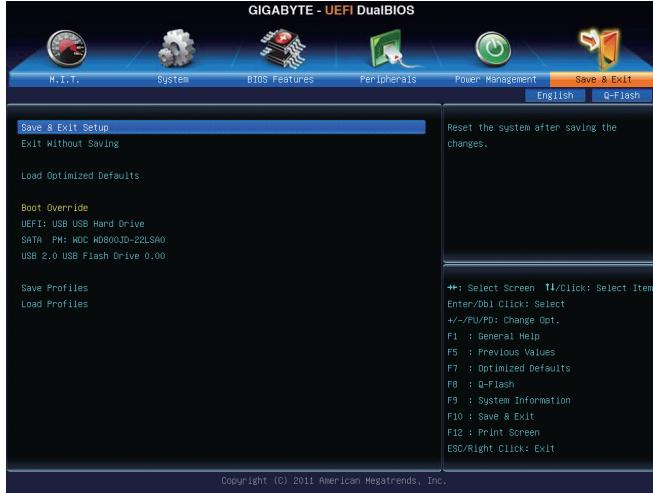 GIGABYTE - UEFI DualBIOS
M.I.T.
System
BIOS Features
Peripherals
Power Management
Save & Exit
English
Q-Flash
Save & Exit Setup
Exit Without Saving
Load Optimized Defaults
Boot Override
UEFI: USB USB Hard Drive
SATA PM: WDC WD800JD-22LSA0
USB 2.0 USB Flash Drive 0.00
Save Profiles
Load Profiles
Reset the system after saving the
changes.
→←: Select Screen ↑↓/Click: Select Item
Enter/Dbl Click: Select
+/-/PU/PD: Change Opt.
F1 : General Help
F5 : Previous Values
F7 : Optimized Defaults
F8 : Q-Flash
F9 : System Information
F10 : Save & Exit
F12 : Print Screen
ESC/Right Click: Exit
Copyright (C) 2011 American Megatrends, Inc.